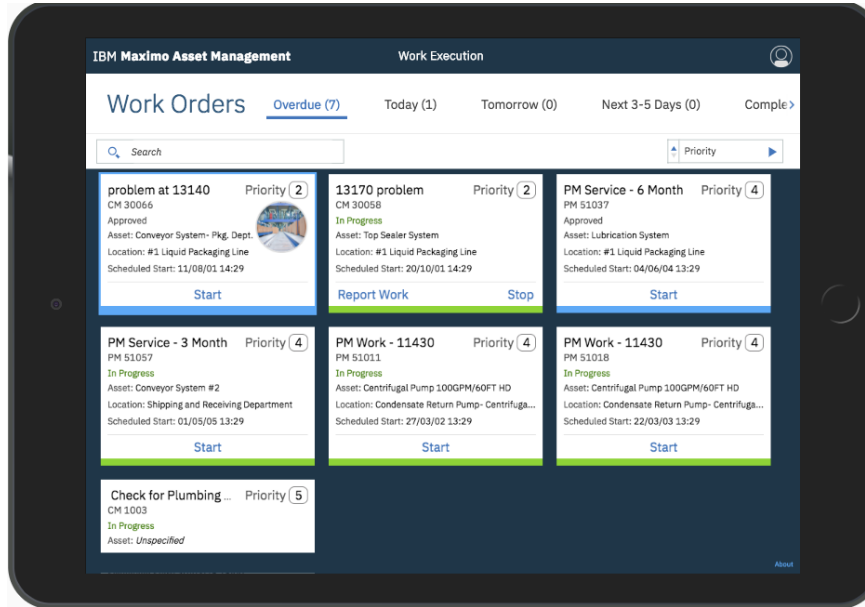 IBM Maximo Asset Management
Work Execution
Work Orders
Overdue (7)
Today (1)
Tomorrow (0)
Next 3-5 Days (0)
Comple
Search
Priority
problem at 13140
Priority 2
CM 30066
Approved
Asset: Conveyor System- Pkg. Dept.
Location: #1 Liquid Packaging Line
Scheduled Start: 11/08/01 14:29
Start
13170 problem
Priority 2
CM 30058
In Progress
Asset: Top Sealer System
Location: #1 Liquid Packaging Line
Scheduled Start: 20/10/01 14:29
Report Work
Stop
PM Service - 6 Month
Priority 4
PM 51037
Approved
Asset: Lubrication System
Location: #1 Liquid Packaging Line
Scheduled Start: 04/06/04 13:29
Start
PM Service - 3 Month
Priority 4
PM 51057
In Progress
Asset: Conveyor System #2
Location: Shipping and Receiving Department
Scheduled Start: 01/05/05 13:29
Start
PM Work - 11430
Priority 4
PM 51011
In Progress
Asset: Centrifugal Pump 100GPM/60FT HD
Location: Condensate Return Pump- Centrifuga...
Scheduled Start: 27/03/02 13:29
Start
PM Work - 11430
Priority 4
PM 51018
In Progress
Asset: Centrifugal Pump 100GPM/60FT HD
Location: Condensate Return Pump- Centrifuga...
Scheduled Start: 22/03/03 13:29
Start
Check for Plumbing ...
Priority 5
CM 1003
In Progress
Asset: Unspecified
About